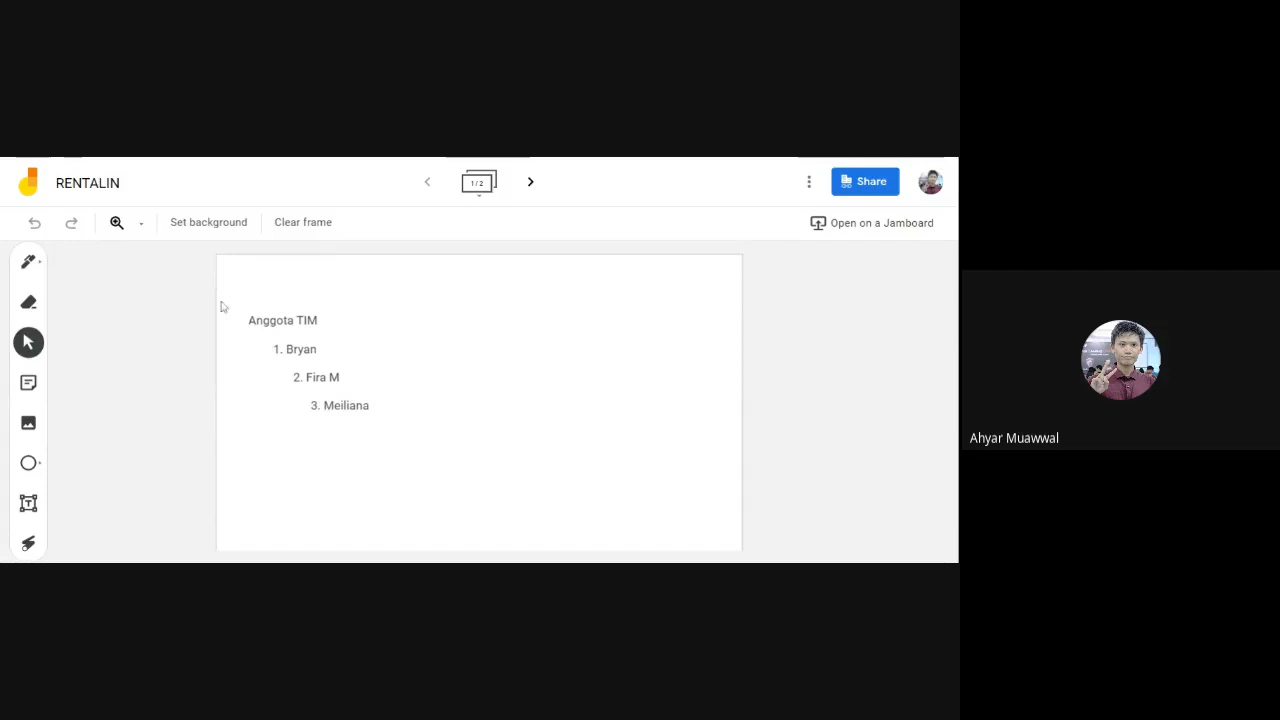 RENTALIN
1 / 2
Share
Set background
Clear frame
Open on a Jamboard
Anggota TIM
1. Bryan
2. Fira M
3. Meiliana
Ahyar Muawwal